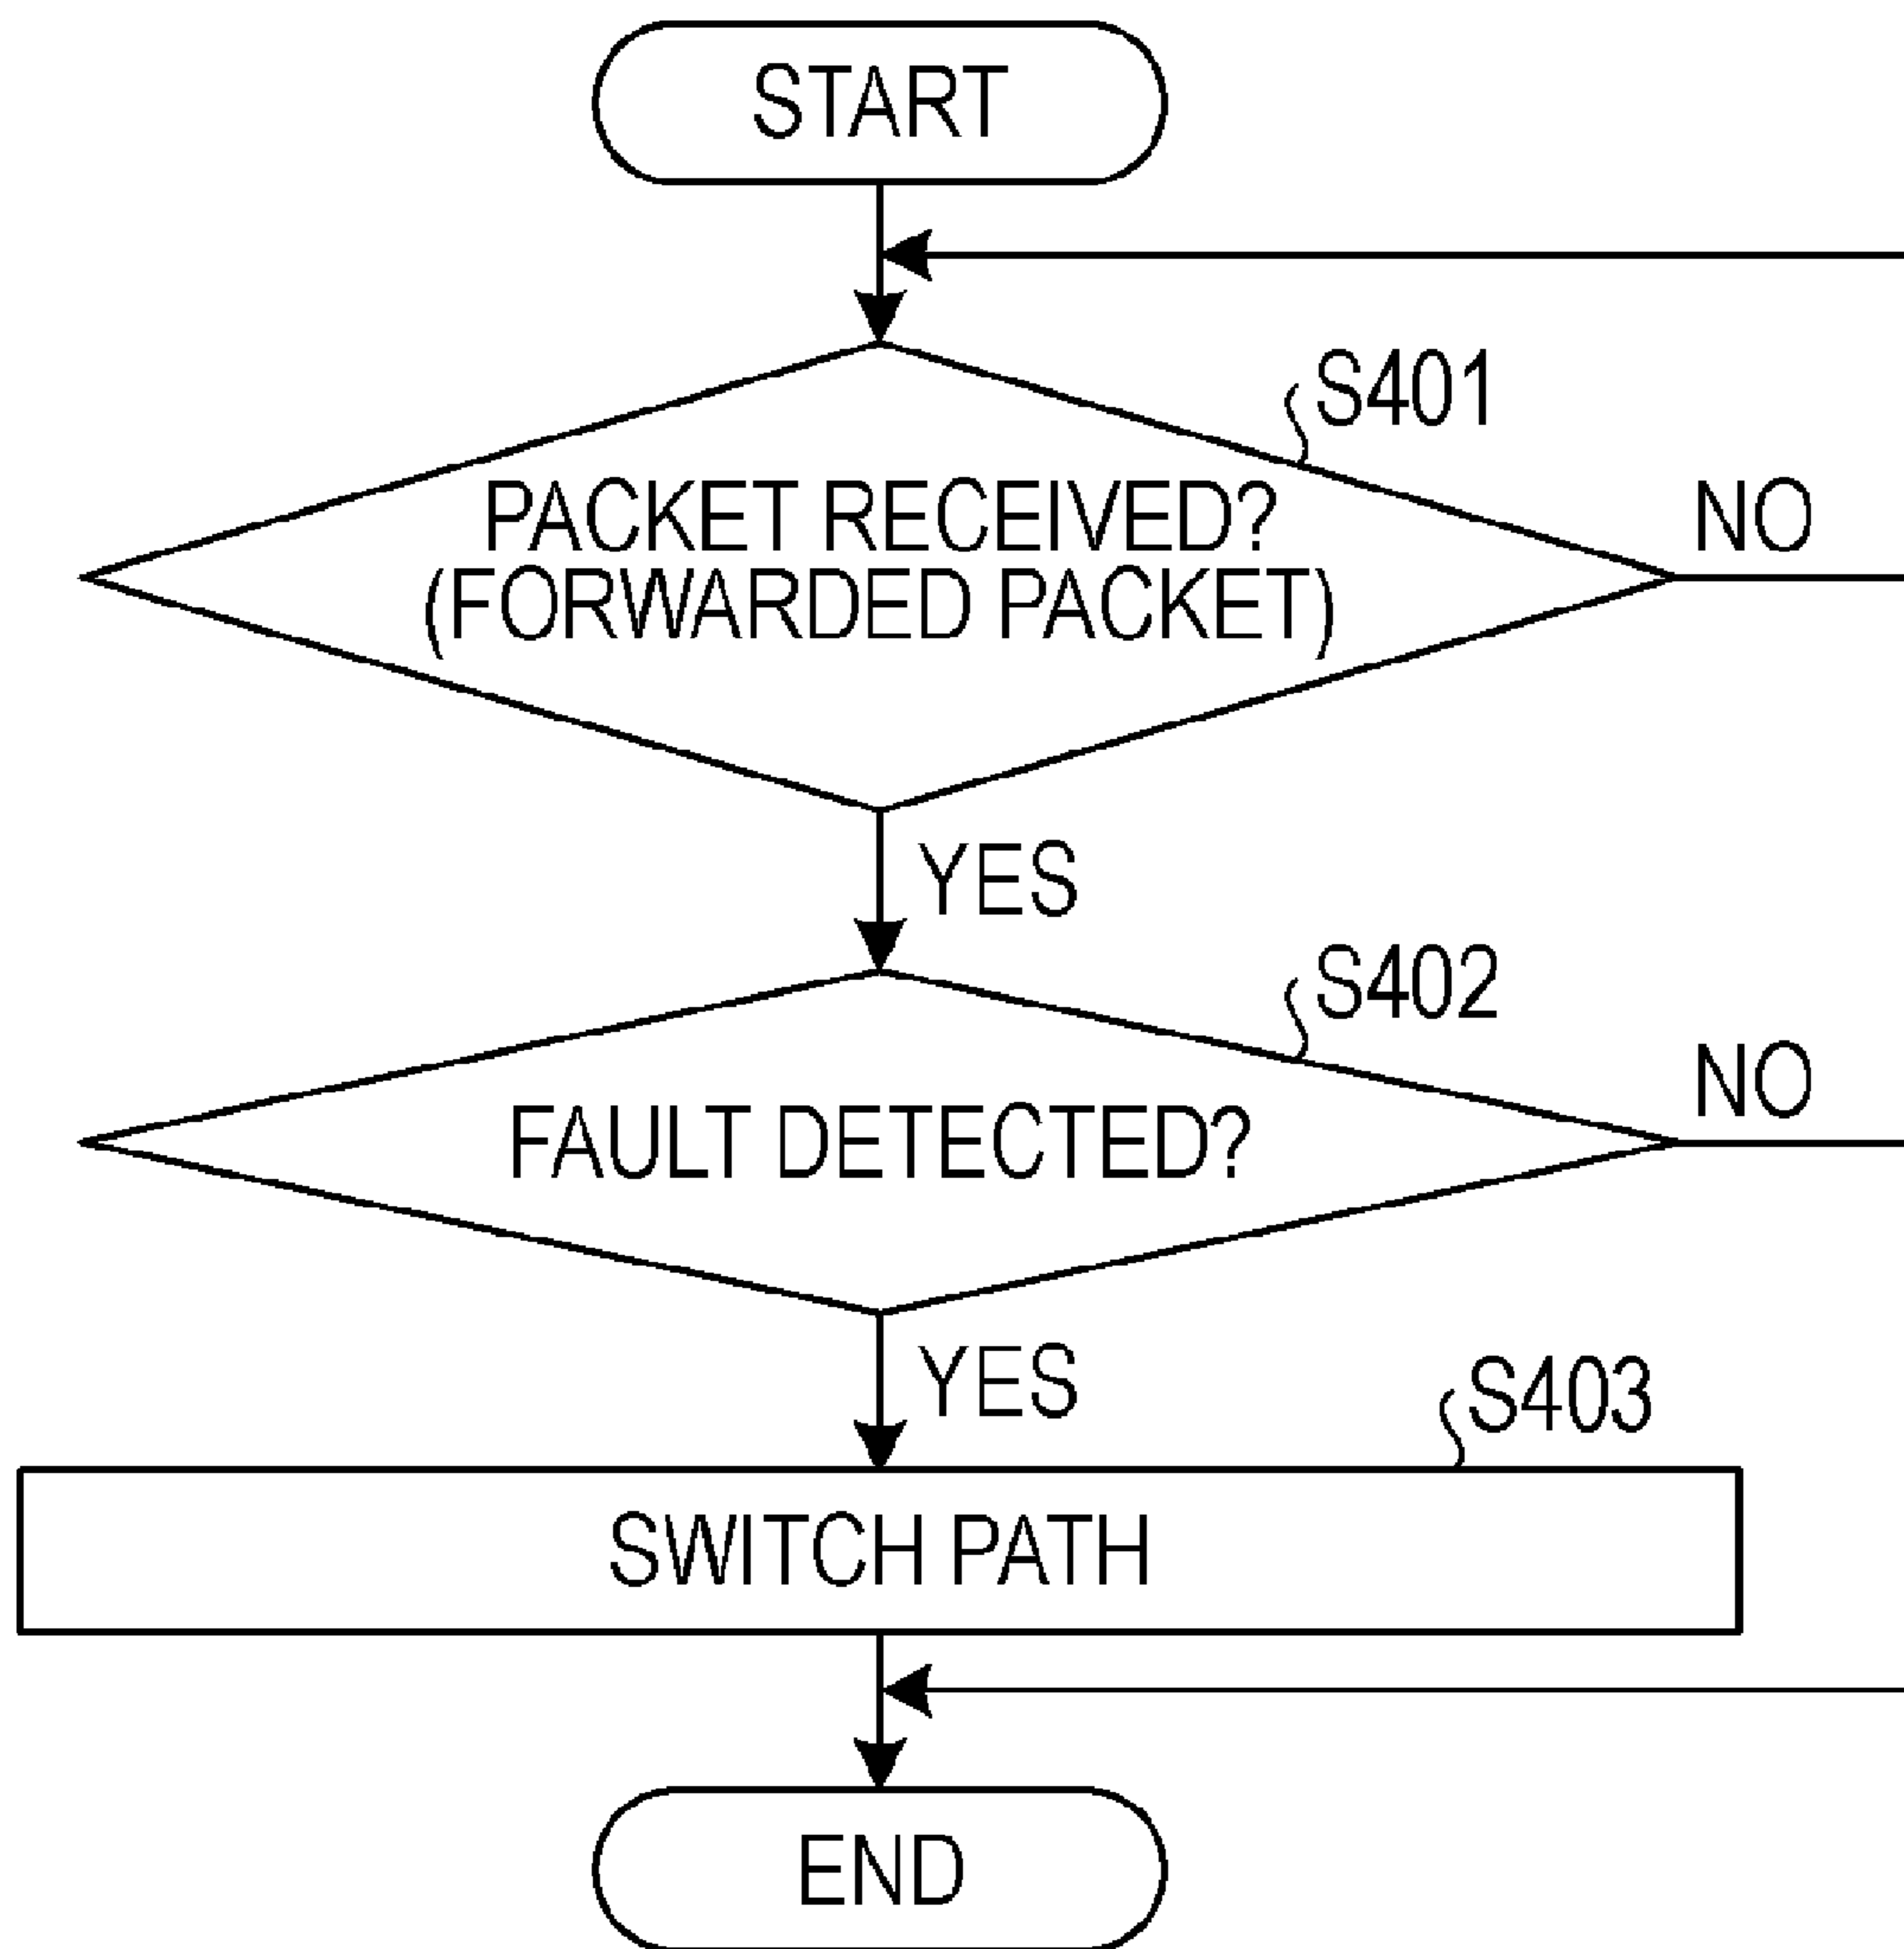 START
S401
PACKET RECEIVED?
(FORWARDED PACKET)
NO
YES
S402
FAULT DETECTED?
NO
YES
S403
SWITCH PATH
END